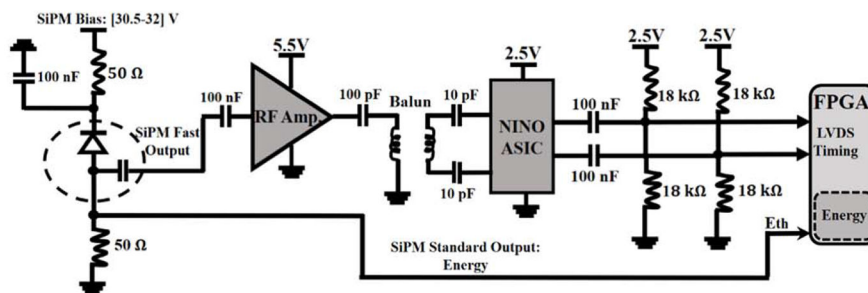 SiPM Bias: [30.5-32] V
5.5V
2.5V
2.5V
2.5V
100 nF
50 Ω
100 nF
RF Amp.
100 pF
Balun
10 pF
10 pF
NINO
ASIC
100 nF
100 nF
18 kΩ
18 kΩ
18 kΩ
18 kΩ
FPGA
LVDS
Timing
Energy
Eth
SiPM Fast
Output
50 Ω
SiPM Standard Output:
Energy